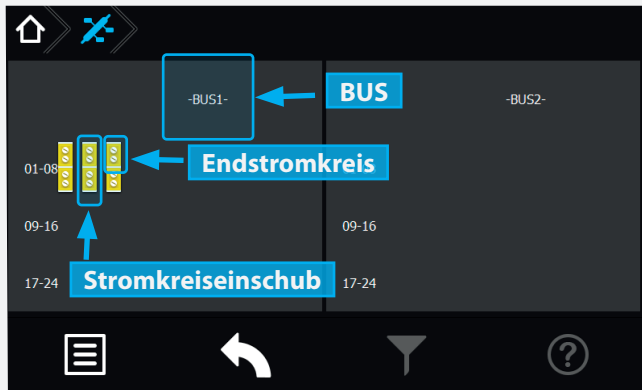 -BUS1-
BUS
-BUS2-
01-08
Endstromkreis
09-16
09-16
17-24
Stromkreiseinschub
17-24
?